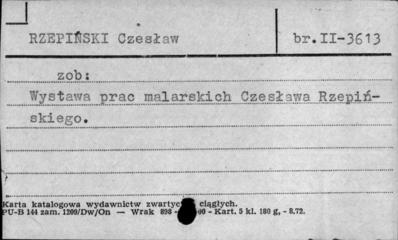 RZEPIŃSKI Czesław
br.II-3613
zob:
Wystawa prac malarskich Czesława Rzepiń-
skiego.
Karta katalogowa wydawnictw zwartyc ciągłych.
PU-B 144 zam. 1209/Dw/On — Wrak 898 - 00 - Kart. 5 kl. 180 g, - 8.72.